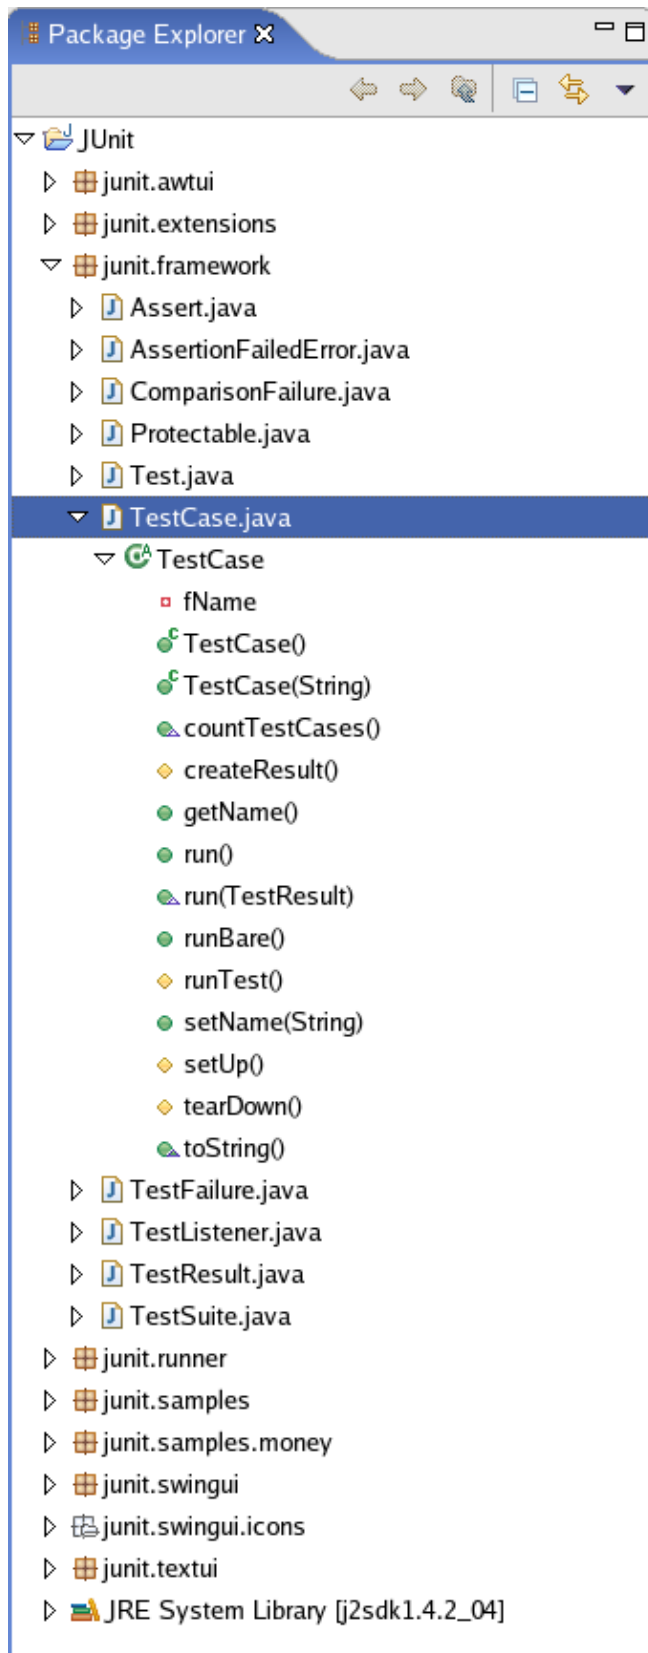 Package Explorer
JUnit
junit.awtui
junit.extensions
junit.framework
Assert.java
AssertionFailedError.java
ComparisonFailure.java
Protectable.java
Test.java
TestCase.java
TestCase
fName
TestCase()
TestCase(String)
countTestCases()
createResult()
getName()
run()
run(TestResult)
runBare()
runTest()
setName(String)
setUp()
tearDown()
toString()
TestFailure.java
TestListener.java
TestResult.java
TestSuite.java
junit.runner
junit.samples
junit.samples.money
junit.swingui
junit.swingui.icons
junit.textui
JRE System Library [j2sdk1.4.2_04]